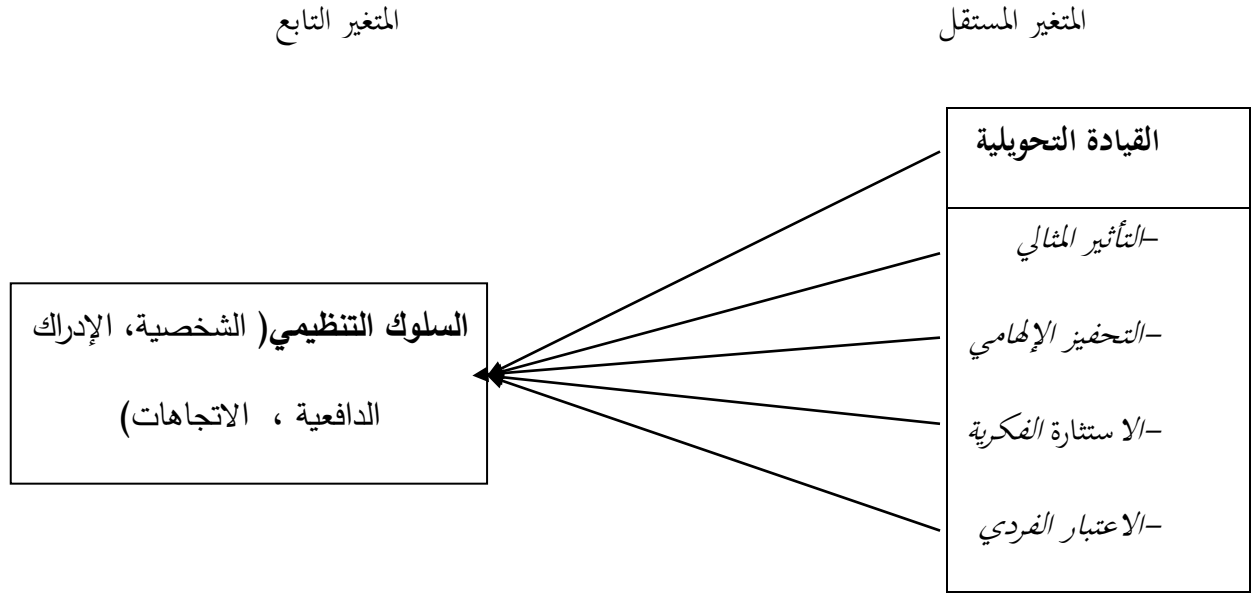 المتغير المستقل
المتغير التابع
القيادة التحويلية
–التأثير المثالي
–التحفيز الإلهامي
–الا ستثارة الفكرية
–الاعتبار الفردي
السلوك التنظيمي( الشخصية، الإدراك
الدافعية ، الاتجاهات)